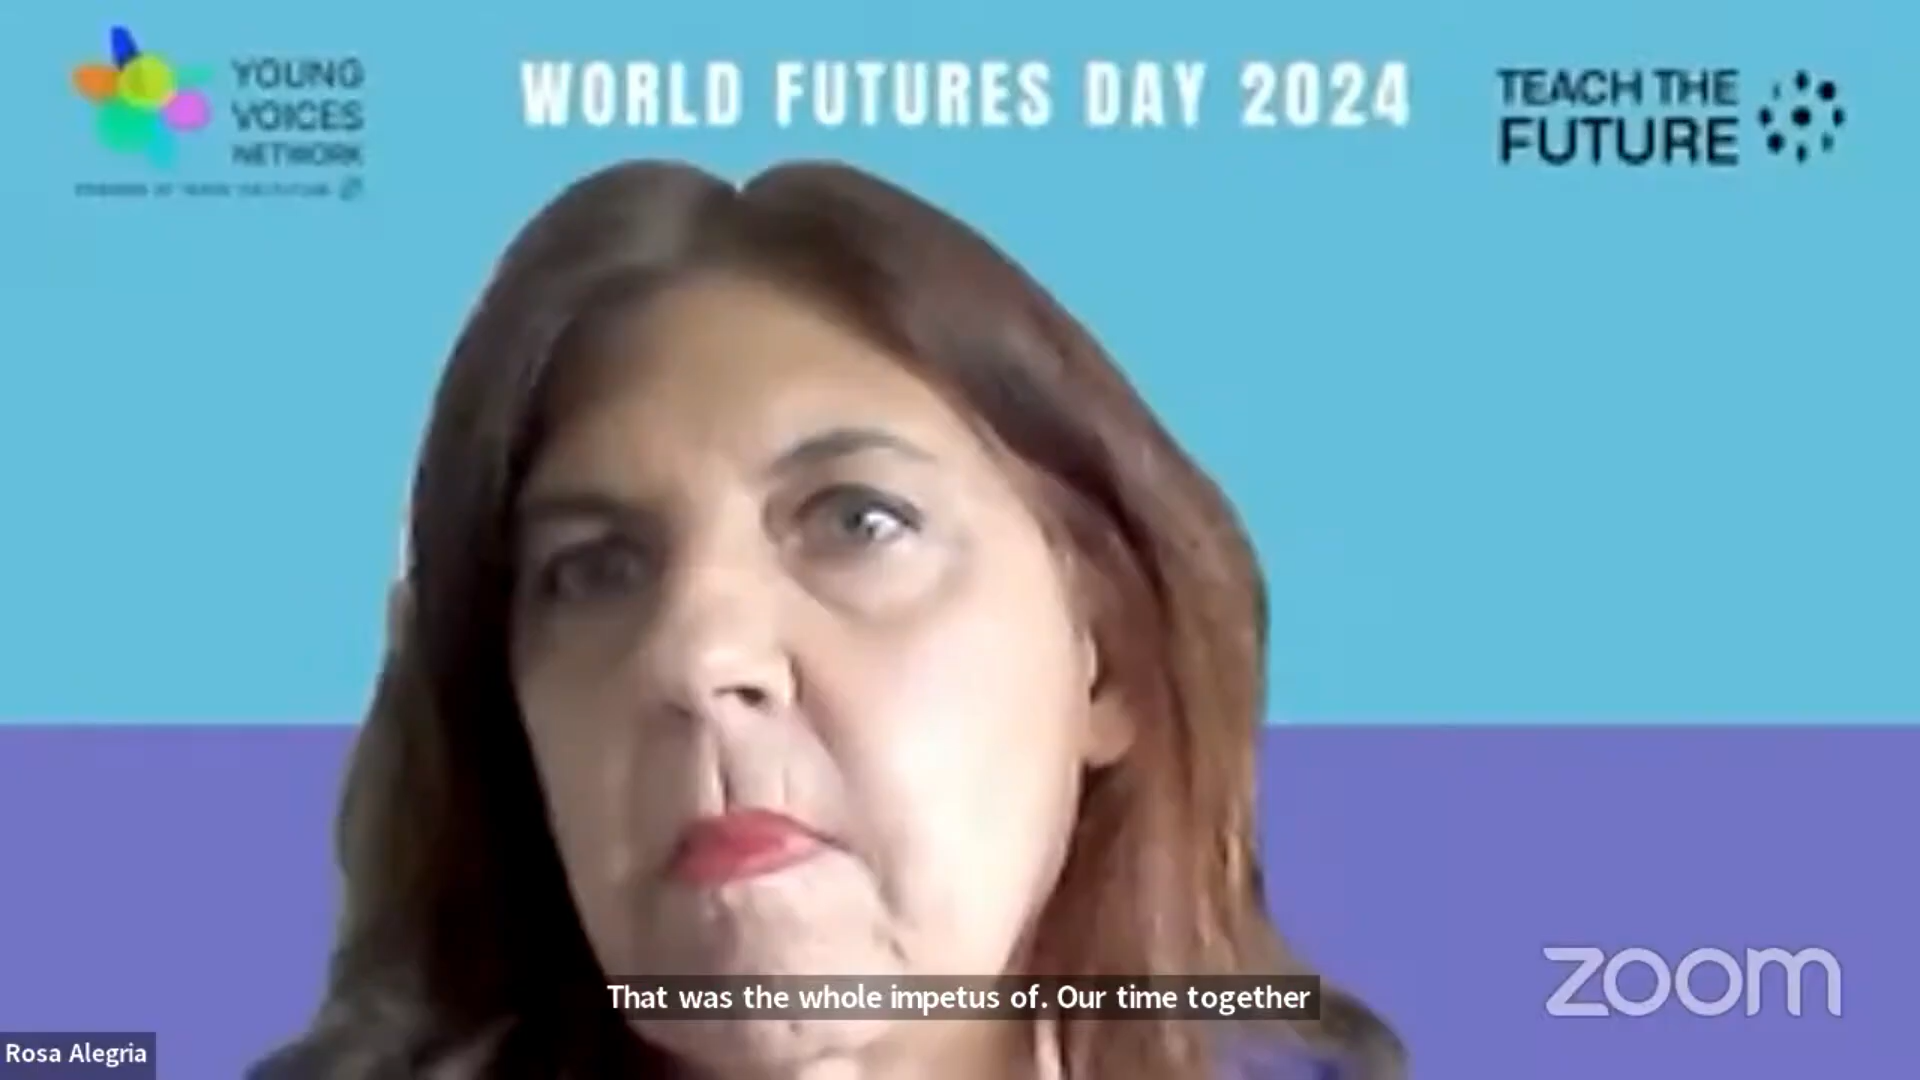 YOUNG
VOICES
NETWORK
WORLD FUTURES DAY 2024
TEACH THE
FUTURE
That was the whole impetus of. Our time together
zoom
Rosa Alegria